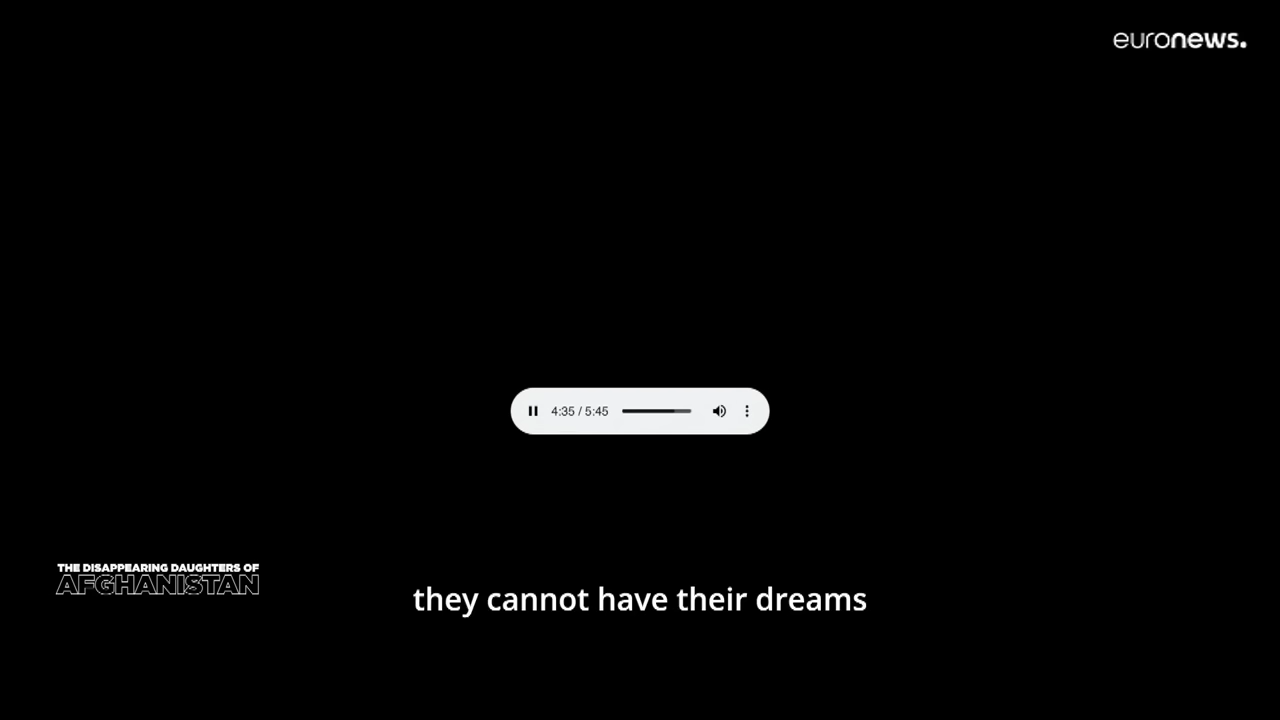 euronews.
4:35 / 5:45
THE DISAPPEARING DAUGHTERS OF
AFGHANISTAN
they cannot have their dreams